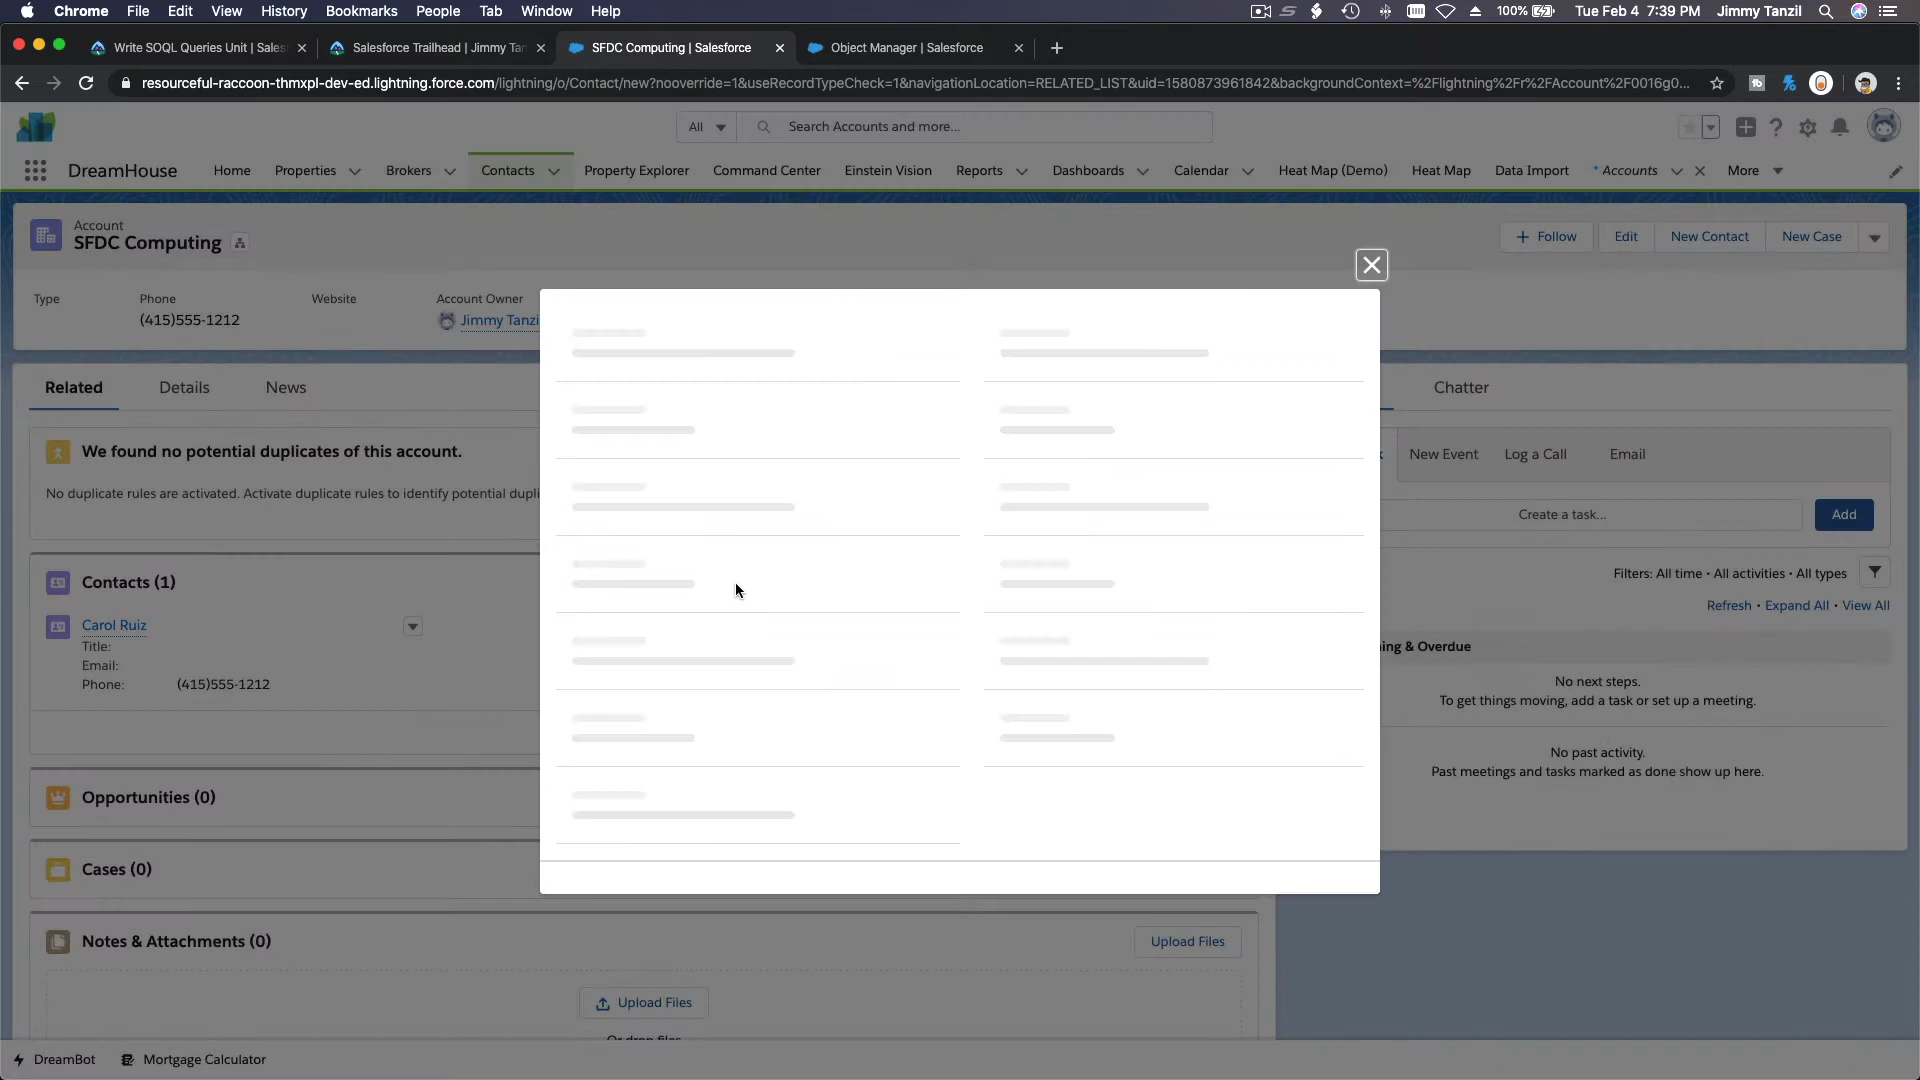 Chrome File Edit View History Bookmarks People Tab Window Help 100% Tue Feb 4 7:39 PM Jimmy Tanzil
Write SOQL Queries Unit | Sales
Salesforce Trailhead | Jimmy Tan
SFDC Computing | Salesforce
Object Manager | Salesforce
resourceful-raccoon-thmxpl-dev-ed.lightning.force.com/lightning/o/Contact/new?nooverride=1&useRecordTypeCheck=1&navigationLocation=RELATED_LIST&uid=1580873961842&backgroundContext=%2Flightning%2Fr%2FAccount%2F0016g0...
All Search Accounts and more...
DreamHouse Home Properties Brokers Contacts Property Explorer Command Center Einstein Vision Reports Dashboards Calendar Heat Map (Demo) Heat Map Data Import * Accounts More
Account
SFDC Computing
Follow Edit New Contact New Case
Type Phone Website Account Owner
(415)555-1212 Jimmy Tanzi
Related Details News Chatter
We found no potential duplicates of this account.
No duplicate rules are activated. Activate duplicate rules to identify potential dupli
New Event Log a Call Email
Create a task... Add
Filters: All time • All activities • All types
Refresh • Expand All • View All
Contacts (1)
Carol Ruiz
Title:
Email:
Phone: (415)555-1212
ing & Overdue
No next steps.
To get things moving, add a task or set up a meeting.
No past activity.
Past meetings and tasks marked as done show up here.
Opportunities (0)
Cases (0)
Notes & Attachments (0) Upload Files
Upload Files
Or drop files
DreamBot Mortgage Calculator